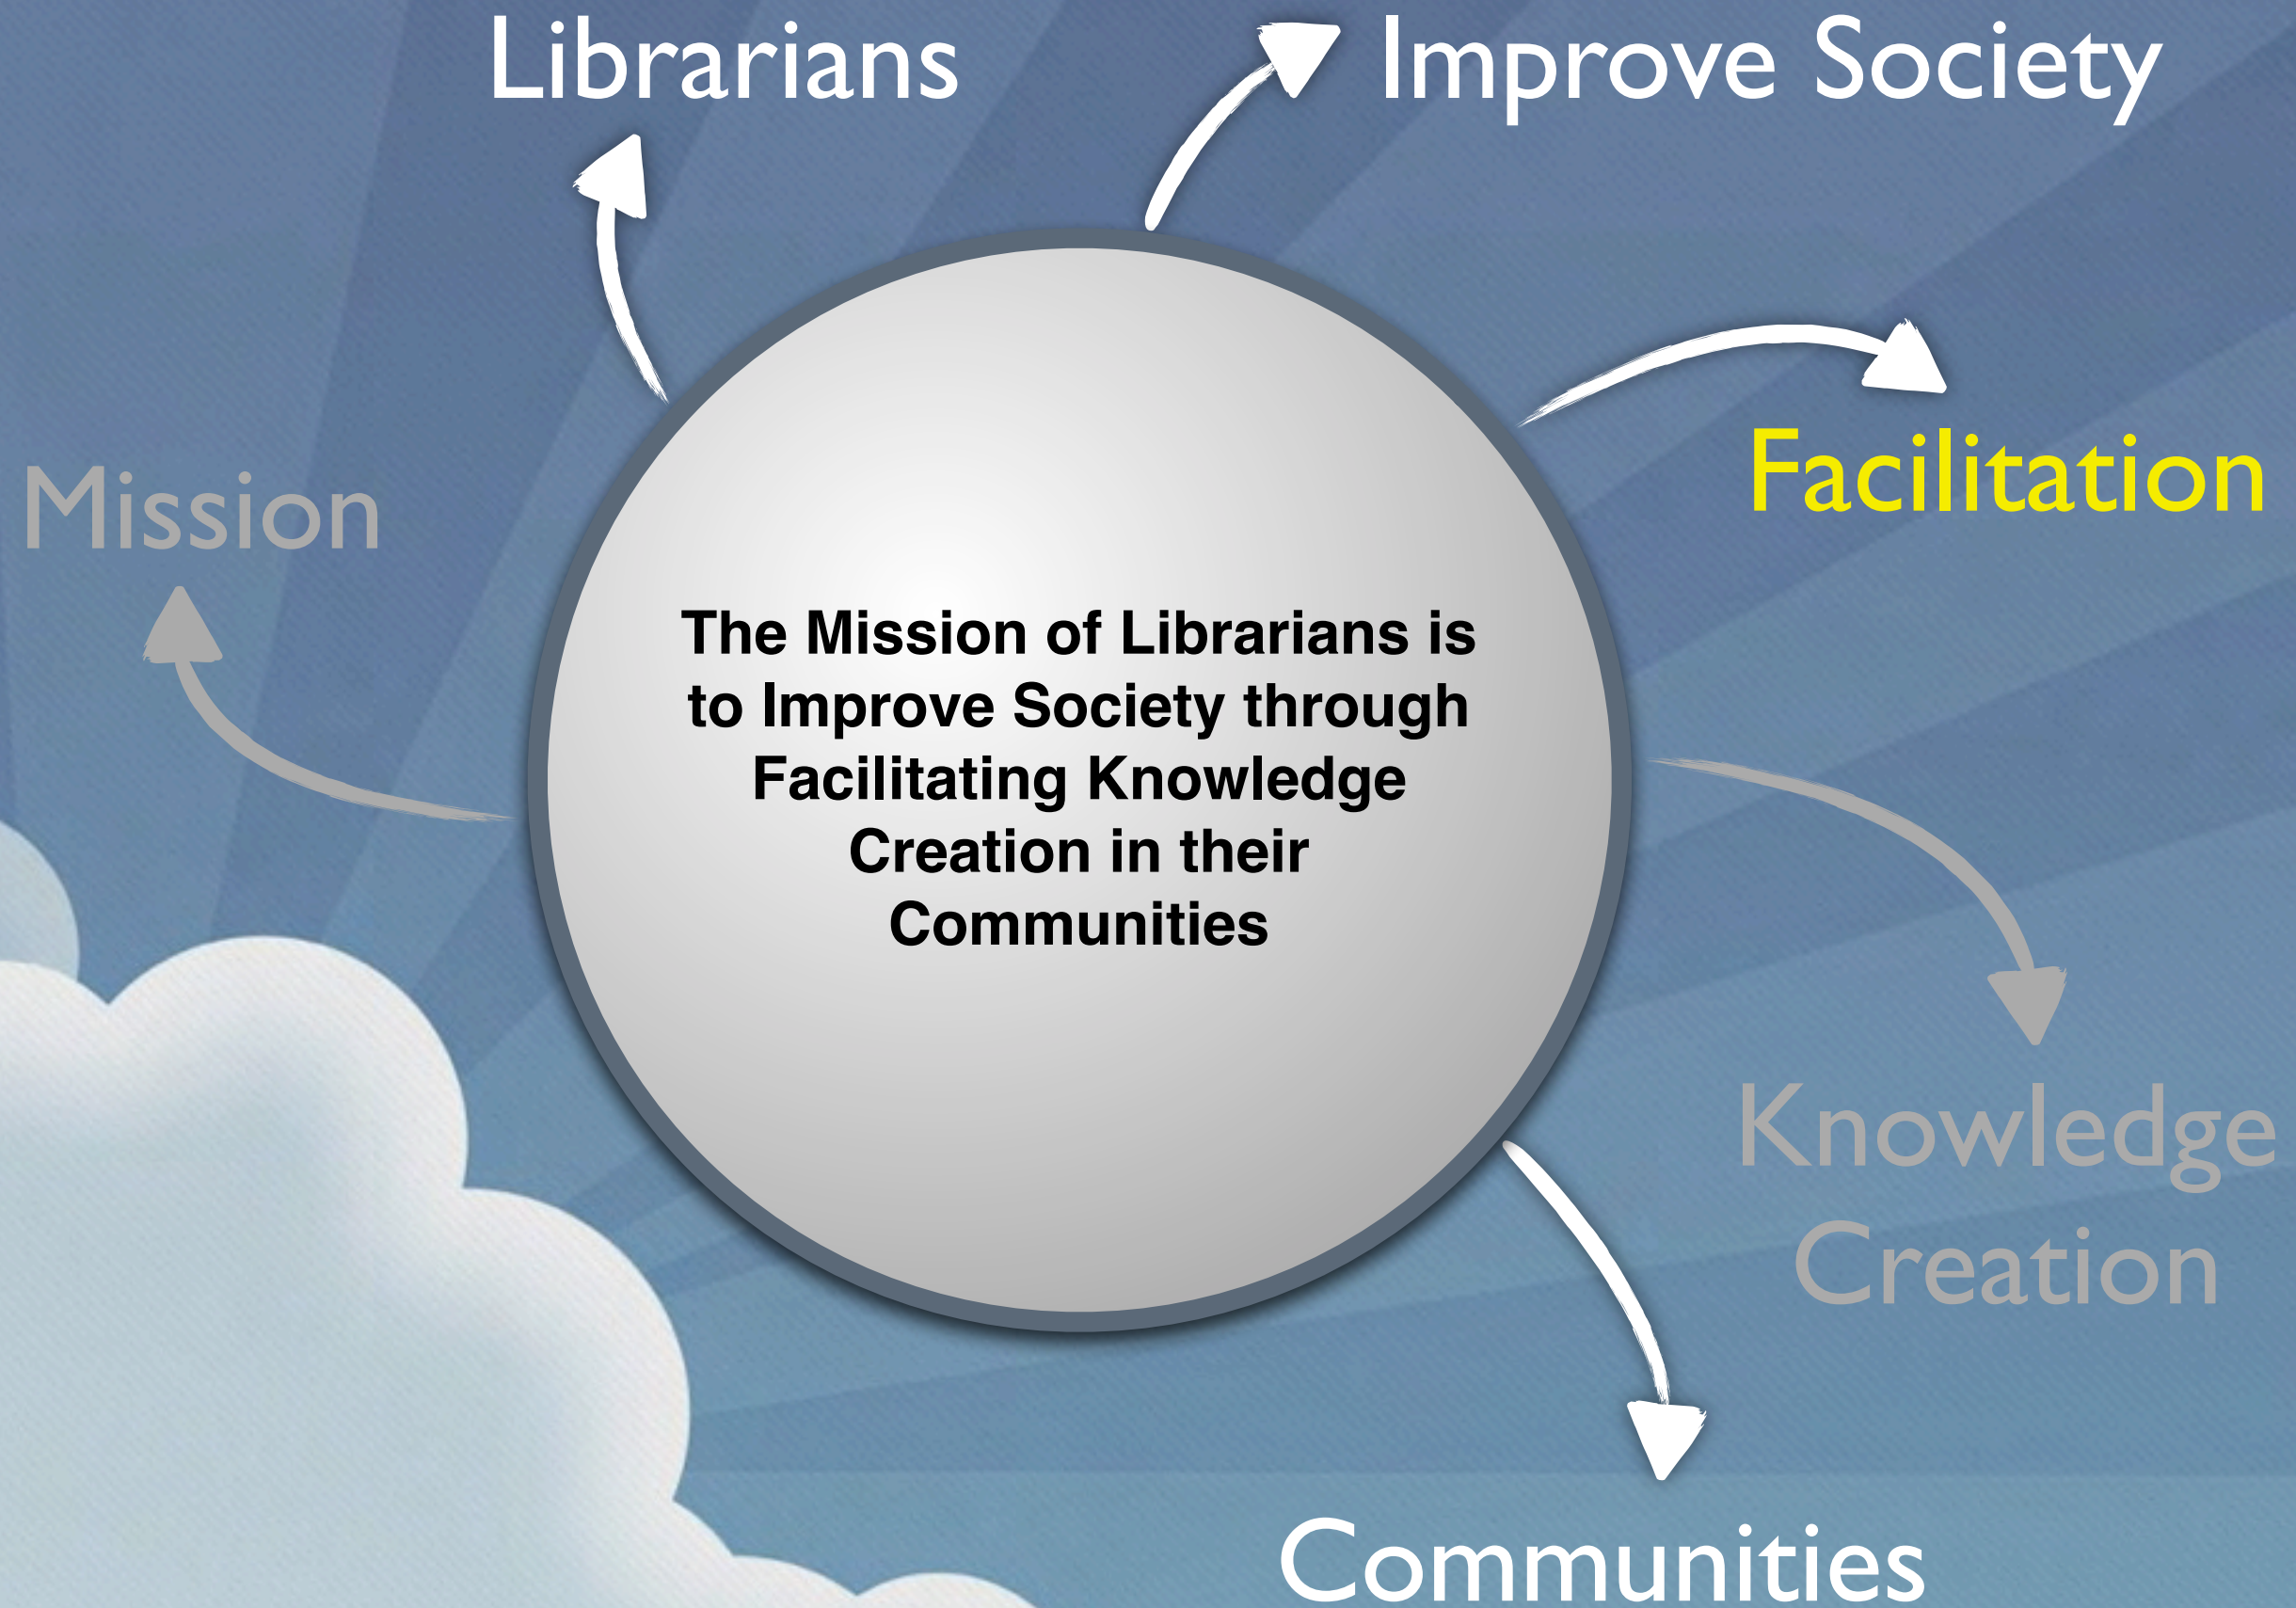 Librarians
Improve Society
Facilitation
Mission
The Mission of Librarians is
to Improve Society through
Facilitating Knowledge
Creation in their
Communities
Knowledge
Creation
Communities